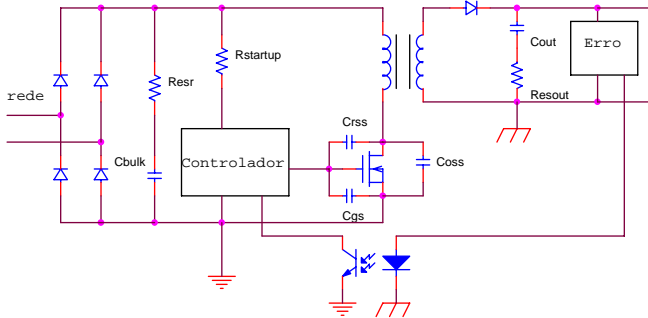 Rstartup
Cout
Erro
Resr
rede
Resout
Crss
Cbulk
Controlador
Coss
Cgs